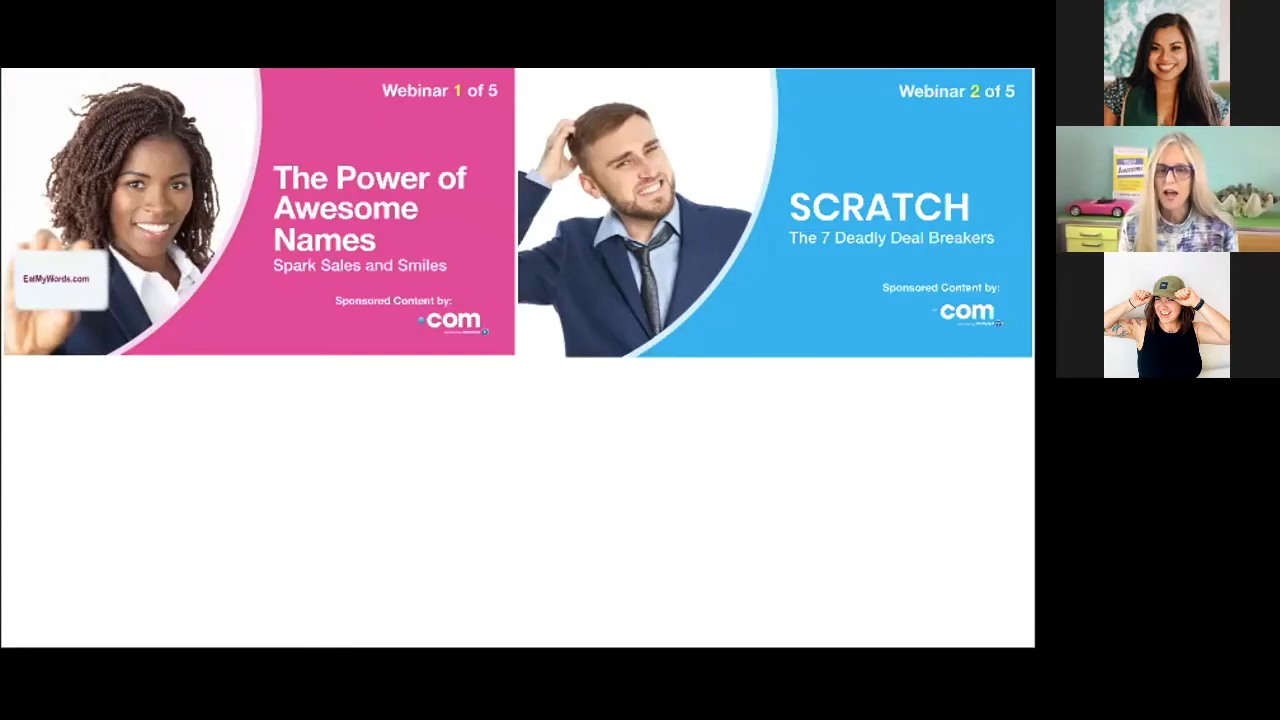 Webinar 1 of 5
The Power of
Awesome
Names
Spark Sales and Smiles
EatMyWords.com
Sponsored Content by:
com
Webinar 2 of 5
SCRATCH
The 7 Deadly Deal Breakers
Sponsored Content by:
com
AWESOME